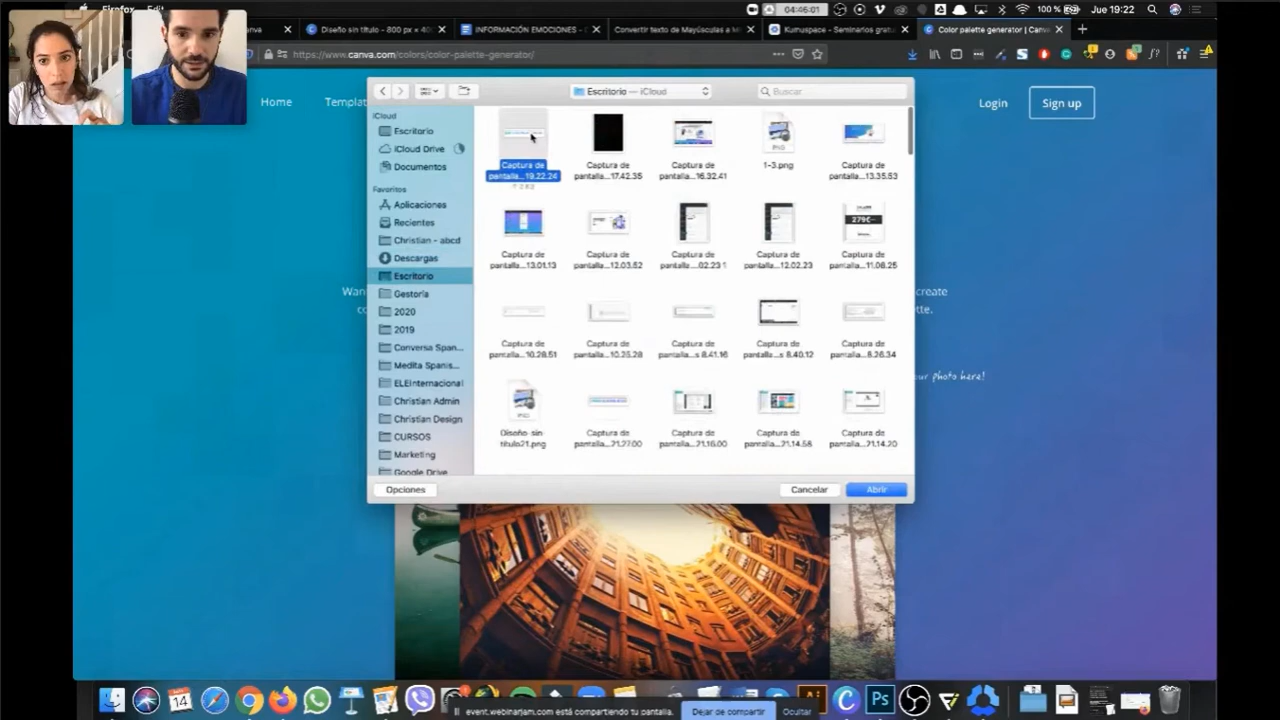 Firefox Edit
04:46:01
100 %
Jue 19:22
Diseño sin título - 800 px × 40
INFORMACIÓN EMOCIONES -
Convertir texto de Mayúsculas a M
Kumuspace - Seminarios grat
Color palette generator | Canva
https://www.canva.com/colors/color-palette-generator/
Home
Templat
Login
Sign up
Escritorio — iCloud
Buscar
iCloud
Escritorio
iCloud Drive
Documentos
Favoritos
Aplicaciones
Recientes
Christian - abcd
Descargas
Escritorio
Gestoría
2020
2019
Conversa Span...
Medita Spanis...
ELEInternacional
Christian Admin
Christian Design
CURSOS
Marketing
Google Drive
Captura de pantalla...19.22.24
Captura de pantalla...17.42.35
Captura de pantalla...16.32.41
1-3.png
Captura de pantalla...13.35.53
Captura de pantalla...13.01.13
Captura de pantalla...12.03.52
Captura de pantalla...02.23 1
Captura de pantalla...12.02.23
279€
Captura de pantalla...11.08.25
Captura de pantalla...10.28.51
Captura de pantalla...10.25.28
Captura de pantalla...s 8.41.16
Captura de pantalla...s 8.40.12
Captura de pantalla...8.26.34
Diseño sin título21.png
Captura de pantalla...21.27.00
Captura de pantalla...21.16.00
Captura de pantalla...21.14.58
Captura de pantalla...21.14.20
Opciones
Cancelar
Abrir
Wan
create
tte.
our photo here!
14
Ai
Ps
event.webinarjam.com está compartiendo tu pantalla.
Dejar de compartir
Ocultar